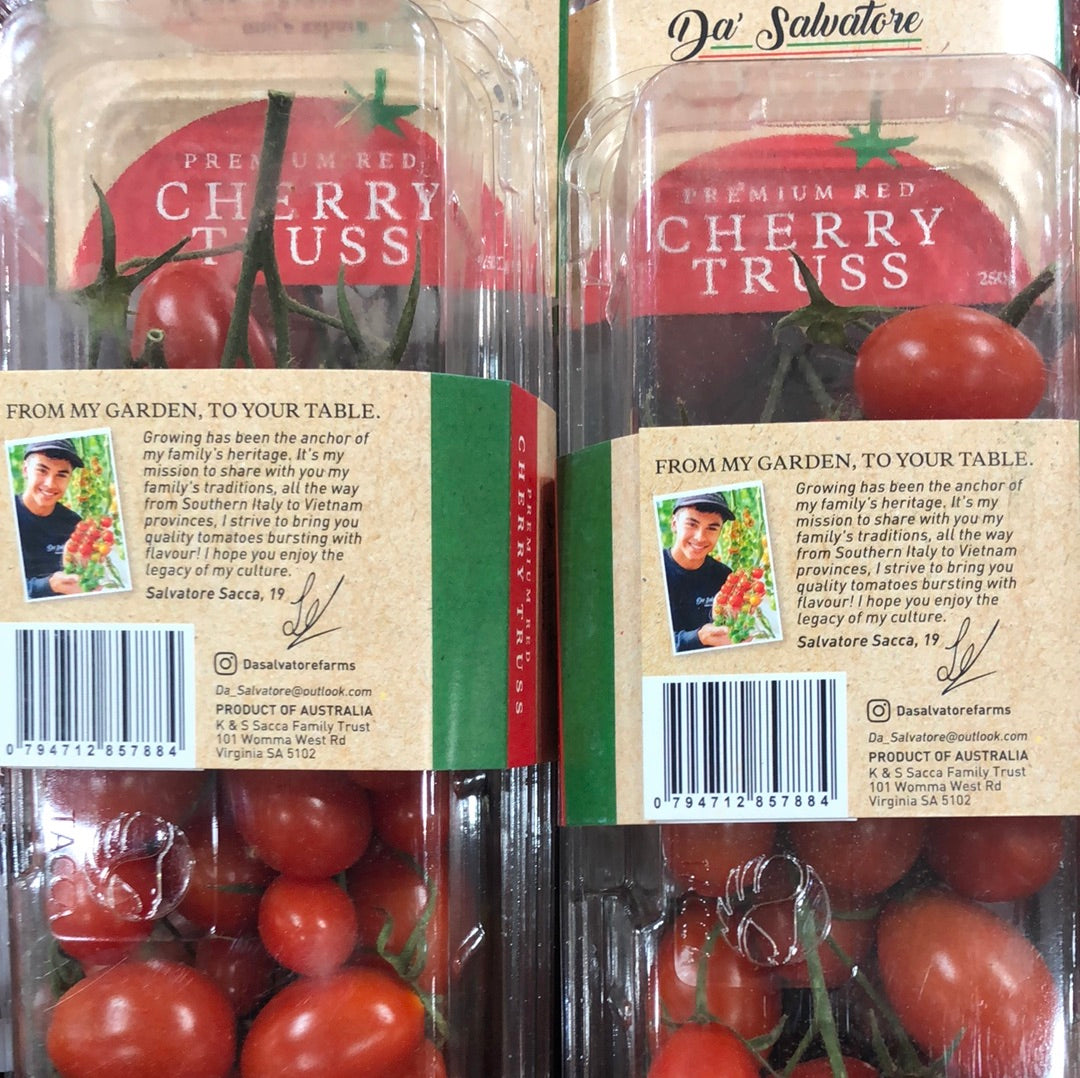 Da' Salvatore
PREMIUM RED
CHERRY
TRUSS
PREMIUM RED
CHERRY
TRUSS
FROM MY GARDEN, TO YOUR TABLE.
Growing has been the anchor of
my family's heritage. It's my
mission to share with you my
family's traditions, all the way
from Southern Italy to Vietnam
provinces, I strive to bring you
quality tomatoes bursting with
flavour! I hope you enjoy the
legacy of my culture.
Salvatore Sacca, 19
Dasalvatorefarms
Da_Salvatore@outlook.com
PRODUCT OF AUSTRALIA
K & S Sacca Family Trust
101 Womma West Rd
Virginia SA 5102
0 794712 857884
PREMIUM RED
CHERRY TRUSS
FROM MY GARDEN, TO YOUR TABLE.
Growing has been the anchor of
my family's heritage. It's my
mission to share with you my
family's traditions, all the way
from Southern Italy to Vietnam
provinces, I strive to bring you
quality tomatoes bursting with
flavour! I hope you enjoy the
legacy of my culture.
Salvatore Sacca, 19
Dasalvatorefarms
Da_Salvatore@outlook.com
PRODUCT OF AUSTRALIA
K & S Sacca Family Trust
101 Womma West Rd
Virginia SA 5102
0 794712 857884